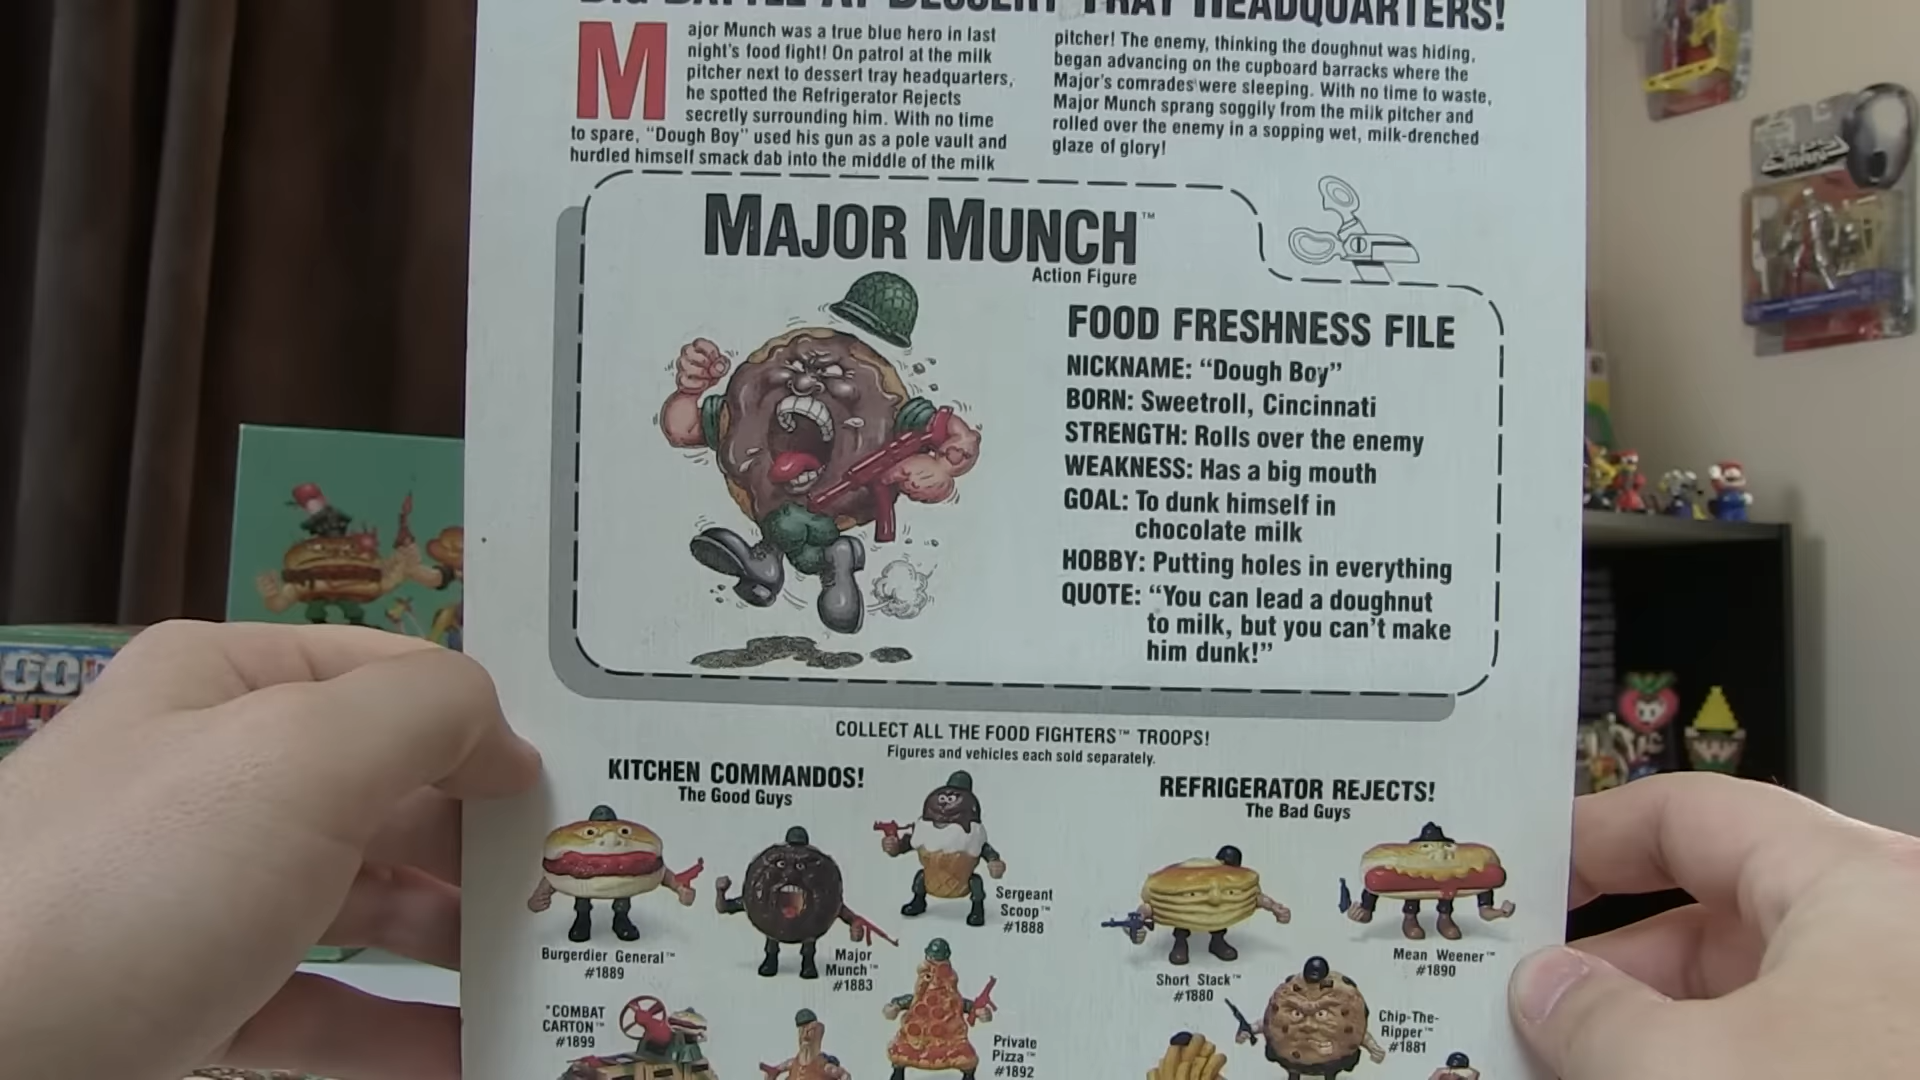 BIG BATTLE AT DESSERT TRAY HEADQUARTERS!
Major Munch was a true blue hero in last
night's food fight! On patrol at the milk
pitcher next to dessert tray headquarters,
he spotted the Refrigerator Rejects
secretly surrounding him. With no time
to spare, "Dough Boy" used his gun as a pole vault and
hurdled himself smack dab into the middle of the milk
pitcher! The enemy, thinking the doughnut was hiding,
began advancing on the cupboard barracks where the
Major's comrades were sleeping. With no time to waste,
Major Munch sprang soggily from the milk pitcher and
rolled over the enemy in a sopping wet, milk-drenched
glaze of glory!
MAJOR MUNCH™
Action Figure
FOOD FRESHNESS FILE
NICKNAME: "Dough Boy"
BORN: Sweetroll, Cincinnati
STRENGTH: Rolls over the enemy
WEAKNESS: Has a big mouth
GOAL: To dunk himself in
chocolate milk
HOBBY: Putting holes in everything
QUOTE: "You can lead a doughnut
to milk, but you can't make
him dunk!"
COLLECT ALL THE FOOD FIGHTERS™ TROOPS!
Figures and vehicles each sold separately.
KITCHEN COMMANDOS!
The Good Guys
Burgerdier General™
#1889
Major
Munch™
#1883
Sergeant
Scoop™
#1888
*COMBAT
CARTON™
#1899
Private
Pizza™
#1892
REFRIGERATOR REJECTS!
The Bad Guys
Short Stack™
#1880
Mean Weener™
#1890
Chip-The-
Ripper™
#1881